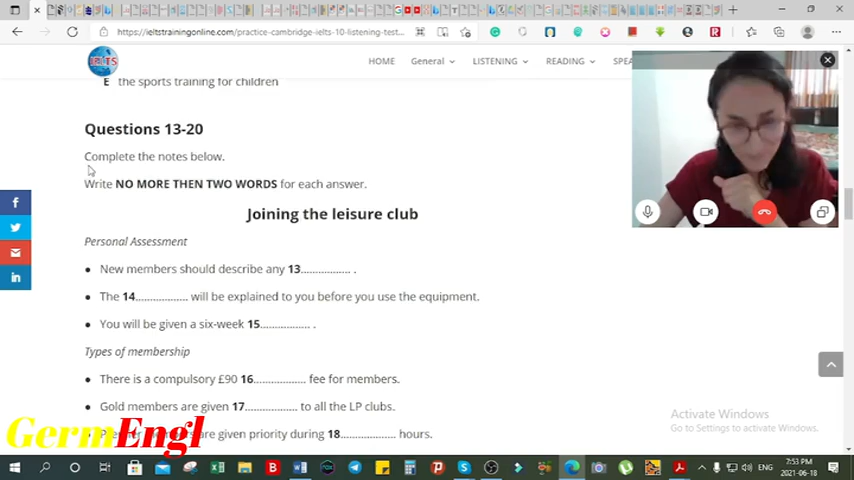 https://ieltstrainingonline.com/practice-cambridge-ielts-10-listening-test...
IELTS
HOME General LISTENING READING SPEA
E the sports training for children
Questions 13-20
Complete the notes below.
Write NO MORE THEN TWO WORDS for each answer.
Joining the leisure club
Personal Assessment
New members should describe any 13................. .
The 14.................. will be explained to you before you use the equipment.
You will be given a six-week 15................. .
Types of membership
There is a compulsory £90 16.................. fee for members.
Gold members are given 17.................. to all the LP clubs.
are given priority during 18................... hours.
GermEngl
Activate Windows
Go to Settings to activate Windows.
ENG
7:53 PM
2021-06-18